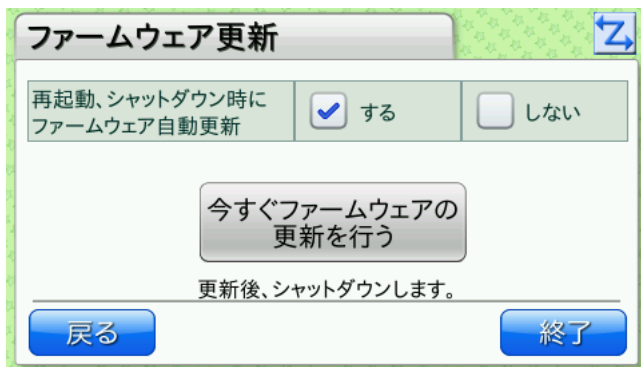 ファームウェア更新
再起動、シャットダウン時に
ファームウェア自動更新
する
しない
今すぐファームウェアの
更新を行う
更新後、シャットダウンします。
戻る
終了